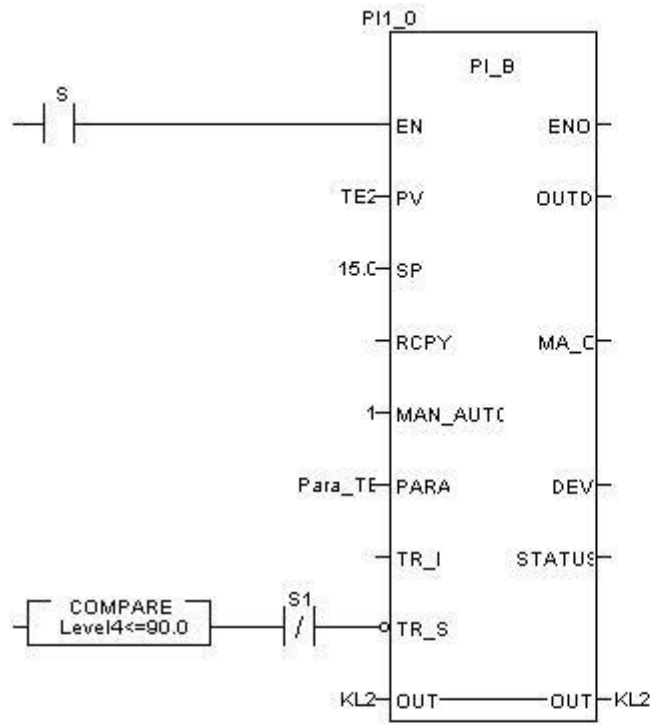 PI1_0
PI_B
S
EN ENO
TE2 PV OUTD
15.0 SP
RCPY MA_O
1 MAN_AUTO
Para_TE PARA DEV
TR_I STATUS
COMPARE
Level4<=90.0
S1
/
TR_S
KL2 OUT OUT KL2